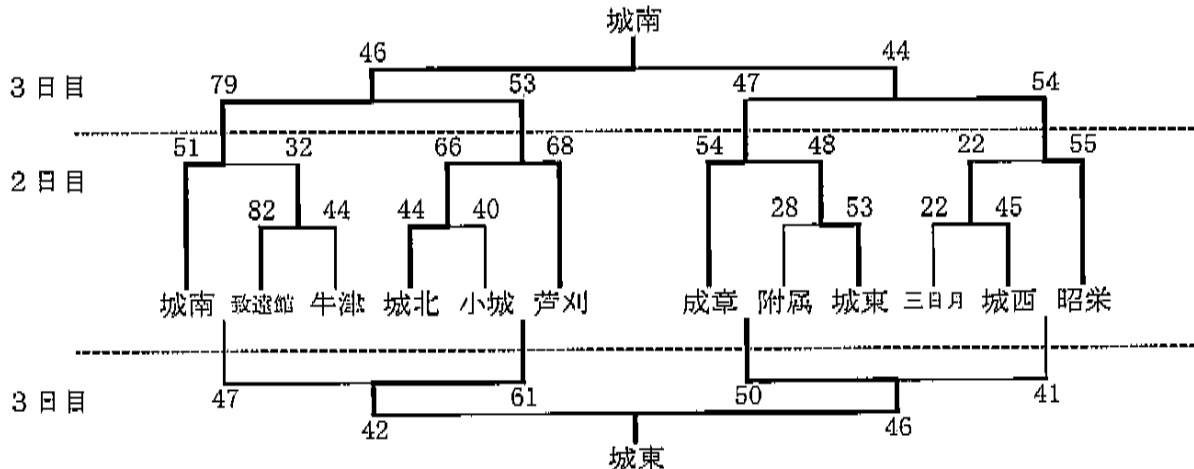 城南
46 44
3日目 79 53 47 54
51 32 66 68 54 48 22 55
2日目
82 44 44 40 28 53 22 45
城南 致遠館 牛津 城北 小城 芦刈 成章 附属 城東 三日月 城西 昭栄
3日目 47 61 50 41
42 46
城東